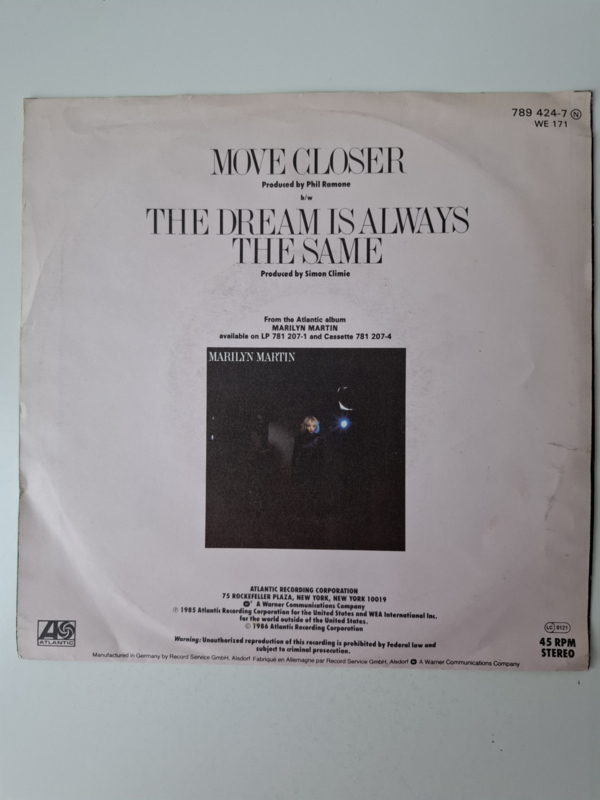 789 424-7 Ⓝ
WE 171
MOVE CLOSER
Produced by Phil Ramone
b/w
THE DREAM IS ALWAYS
THE SAME
Produced by Simon Climie
From the Atlantic album
MARILYN MARTIN
available on LP 781 207-1 and Cassette 781 207-4
MARILYN MARTIN
ATLANTIC RECORDING CORPORATION
75 ROCKEFELLER PLAZA, NEW YORK, NEW YORK 10019
A Warner Communications Company
℗ 1985 Atlantic Recording Corporation for the United States and WEA International Inc.
for the world outside of the United States.
© 1986 Atlantic Recording Corporation
Warning: Unauthorized reproduction of this recording is prohibited by Federal law and
subject to criminal prosecution.
ATLANTIC
LC 0121
45 RPM
STEREO
Manufactured in Germany by Record Service GmbH, Alsdorf. Fabriqué en Allemagne par Record Service GmbH, Alsdorf A Warner Communications Company